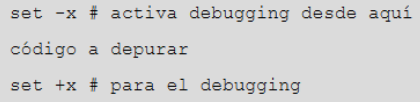 set -x # activa debugging desde aquí
código a depurar
set +x # para el debugging